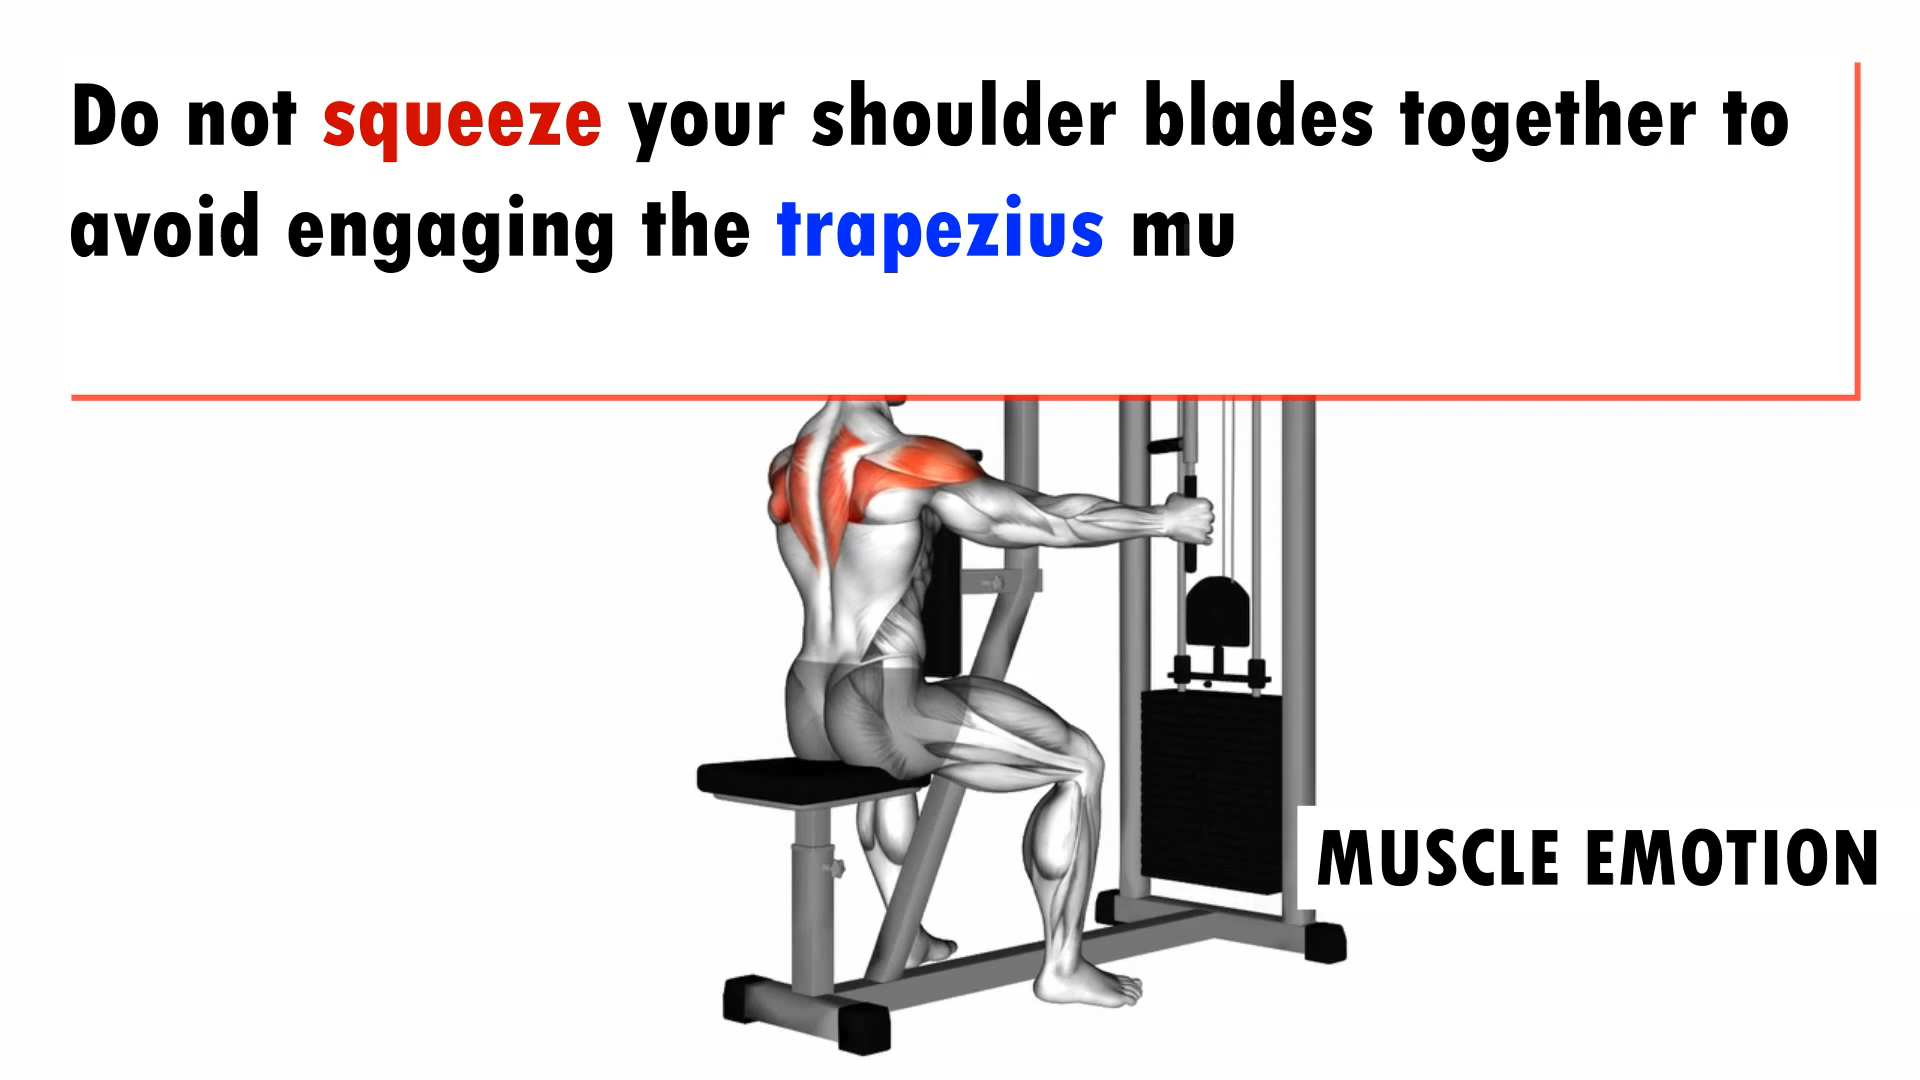 Do not squeeze your shoulder blades together to
avoid engaging the trapezius mu
MUSCLE EMOTION